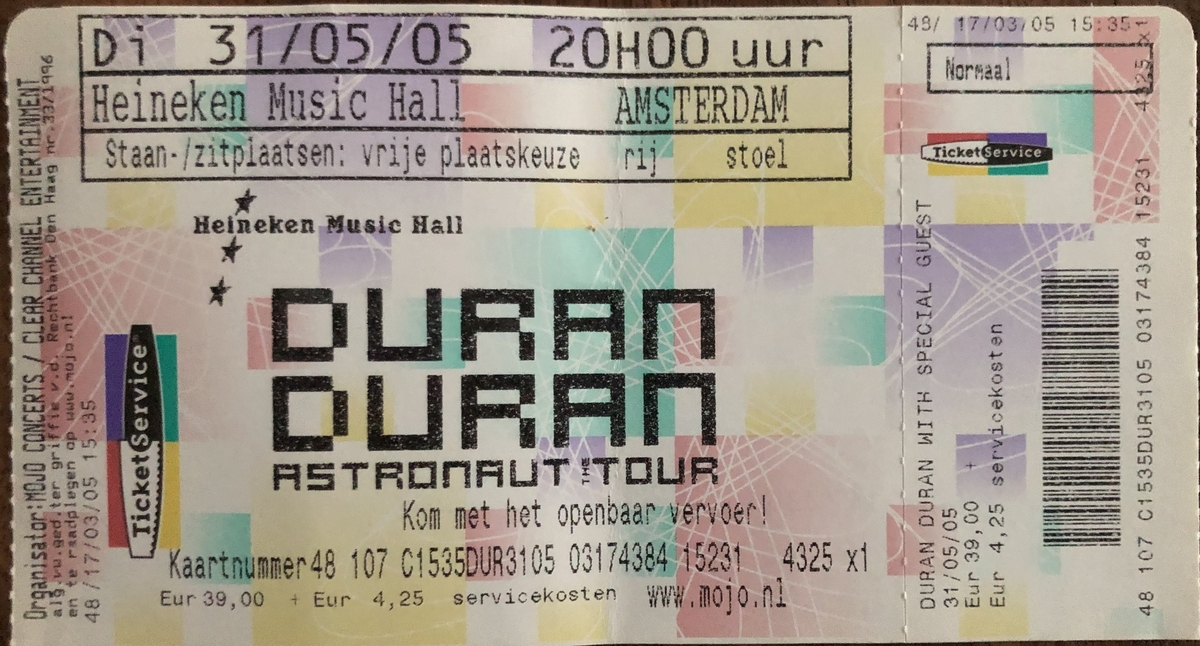 Di 31/05/05 20H00 uur
Heineken Music Hall AMSTERDAM
Staan-/zitplaatsen: vrije plaatskeuze rij stoel
Heineken Music Hall
DURAN
DURAN
ASTRONAUT THE TOUR
Kom met het openbaar vervoer!
Kaartnummer48 107 C1535DUR3105 03174384 15231 4325 x1
Eur 39,00 + Eur 4,25 servicekosten www.mojo.nl
Organisator:MOJO CONCERTS / CLEAR CHANNEL ENTERTAINMENT
alg.vw.ged.ter griffie v.d. Rechtbank Den Haag nr.33/1996
en te raadplegen op www.mojo.nl
48/17/03/05 15:35
TicketService
48/ 17/03/05 15:35
Normaal
TicketService
DURAN DURAN WITH SPECIAL GUEST
31/05/05
Eur 39,00 +
Eur 4,25 servicekosten
48 107 C1535DUR3105 03174384 15231 4325 x1